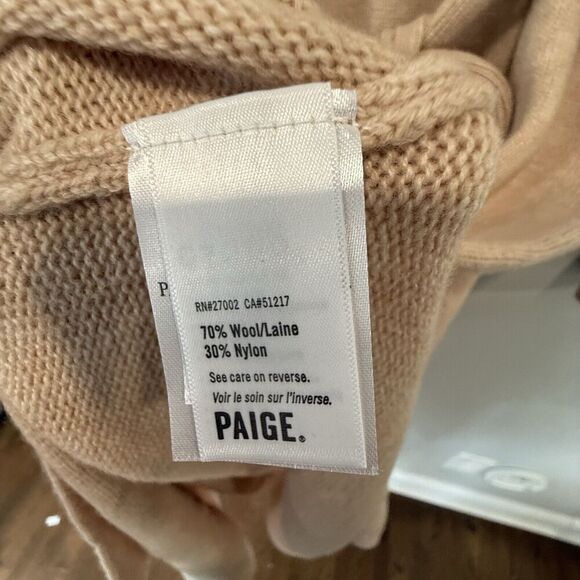 RN#27002 CA#51217
70% Wool/Laine
30% Nylon
See care on reverse.
Voir le soin sur l'inverse.
PAIGE®